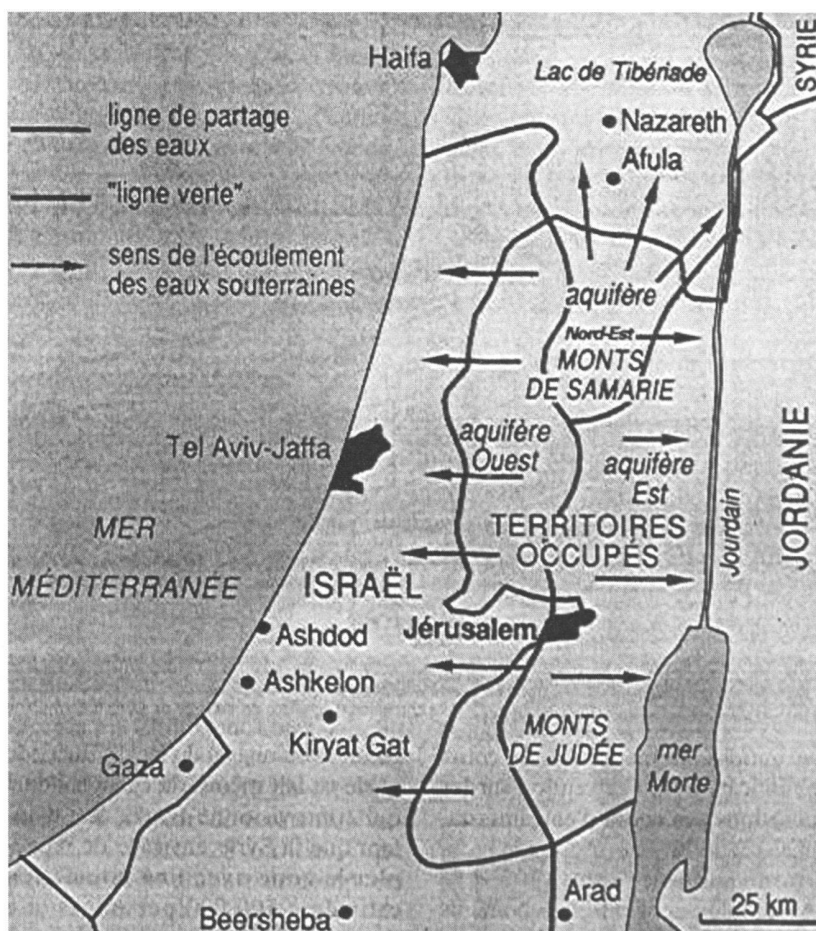 Haifa
Lac de Tibériade
SYRIE
ligne de partage
des eaux
Nazareth
Afula
"ligne verte"
sens de l'écoulement
des eaux souterraines
aquifère
Nord-Est
MONTS
DE SAMARIE
Tel Aviv-Jaffa
aquifère
Ouest
aquifère
Est
JORDANIE
Jourdain
MER
MÉDITERRANÉE
TERRITOIRES
OCCUPÉS
ISRAËL
Jérusalem
Ashdod
Ashkelon
Kiryat Gat
MONTS
DE JUDÉE
mer
Morte
Gaza
Beersheba
Arad
25 km